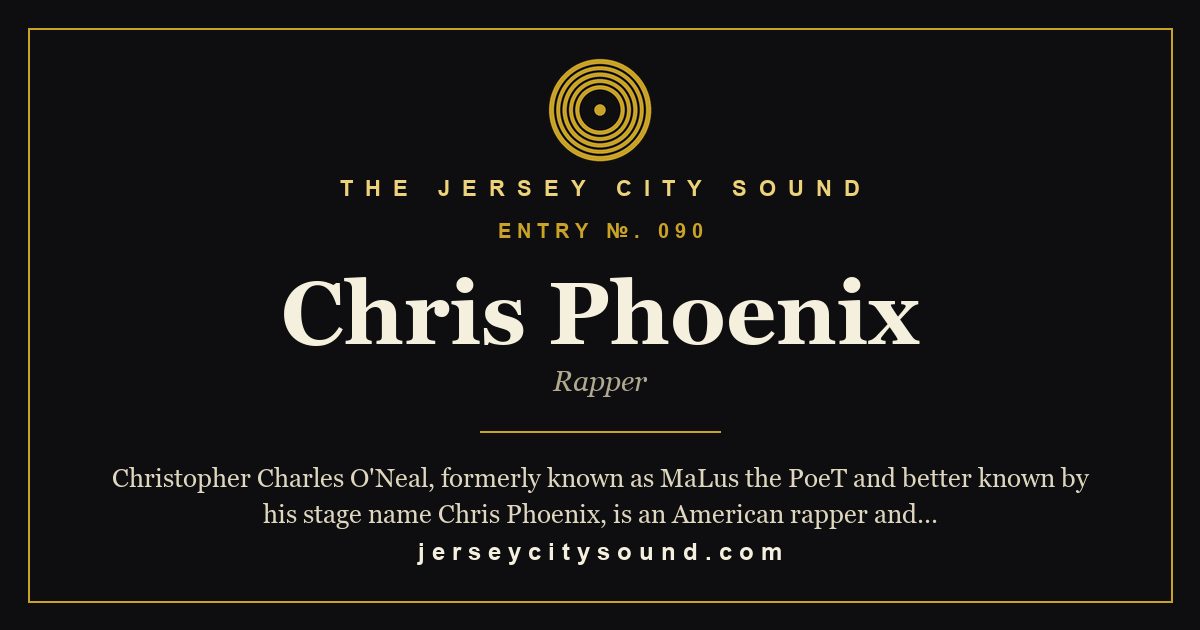 THE JERSEY CITY SOUND
ENTRY №. 090
Chris Phoenix
Rapper
Christopher Charles O'Neal, formerly known as MaLus the PoeT and better known by
his stage name Chris Phoenix, is an American rapper and...
jerseycitysound.com